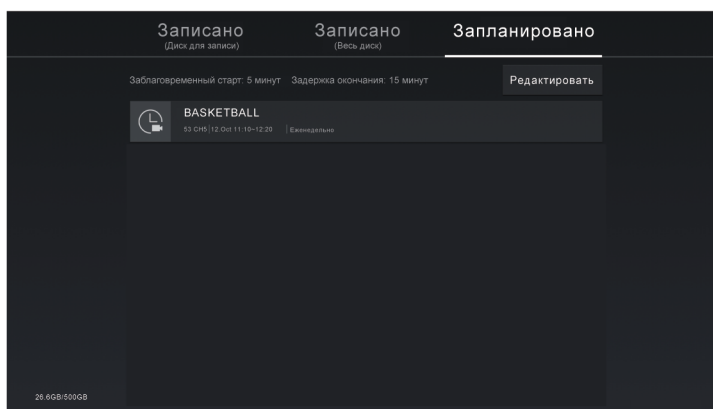 Записано
(Диск для записи)
Записано
(Весь диск)
Запланировано
Заблаговременный старт: 5 минут Задержка окончания: 15 минут
Редактировать
BASKETBALL
53 CH5|12.Oct 11:10~12:20 |Еженедельно
26.6GB/500GB